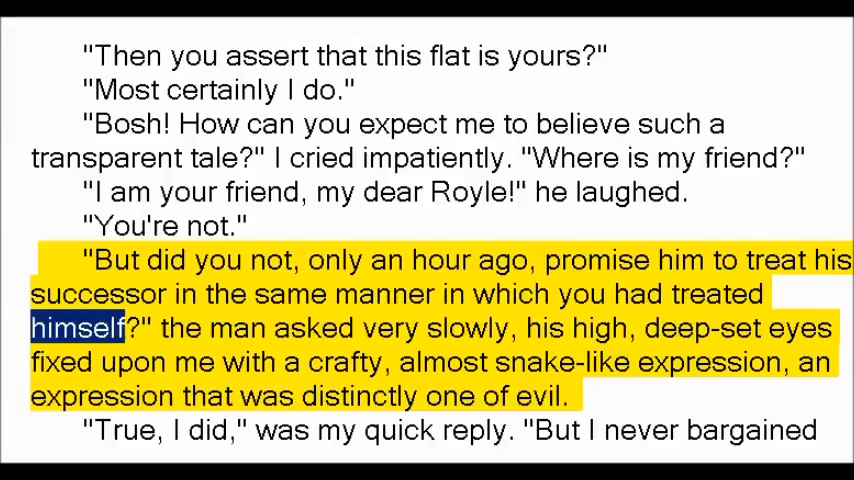 "Then you assert that this flat is yours?"
"Most certainly I do."
"Bosh! How can you expect me to believe such a
transparent tale?" I cried impatiently. "Where is my friend?"
"I am your friend, my dear Royle!" he laughed.
"You're not."
"But did you not, only an hour ago, promise him to treat his
successor in the same manner in which you had treated
himself?" the man asked very slowly, his high, deep-set eyes
fixed upon me with a crafty, almost snake-like expression, an
expression that was distinctly one of evil.
"True, I did," was my quick reply. "But I never bargained